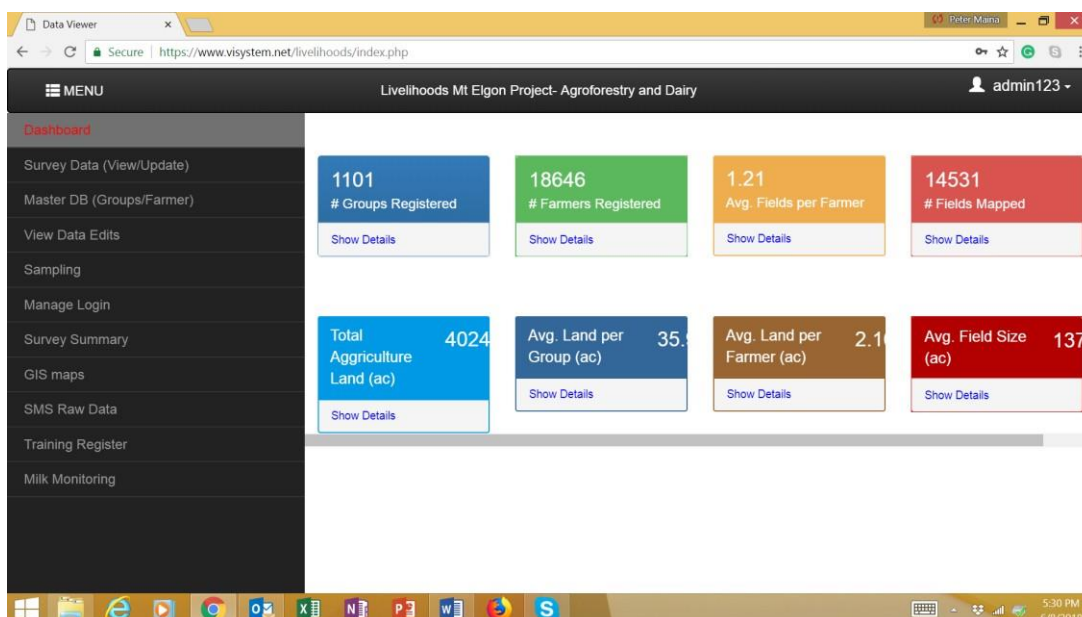 Data Viewer
Peter Maina
Secure | https://www.visystem.net/livelihoods/index.php
MENU
Livelihoods Mt Elgon Project- Agroforestry and Dairy
admin123
Dashboard
Survey Data (View/Update)
Master DB (Groups/Farmer)
View Data Edits
Sampling
Manage Login
Survey Summary
GIS maps
SMS Raw Data
Training Register
Milk Monitoring
1101
# Groups Registered
Show Details
18646
# Farmers Registered
Show Details
1.21
Avg. Fields per Farmer
Show Details
14531
# Fields Mapped
Show Details
Total
Aggriculture
Land (ac)
4024
Show Details
Avg. Land per
Group (ac)
35.
Show Details
Avg. Land per
Farmer (ac)
2.1
Show Details
Avg. Field Size
(ac)
137
Show Details
5:30 PM